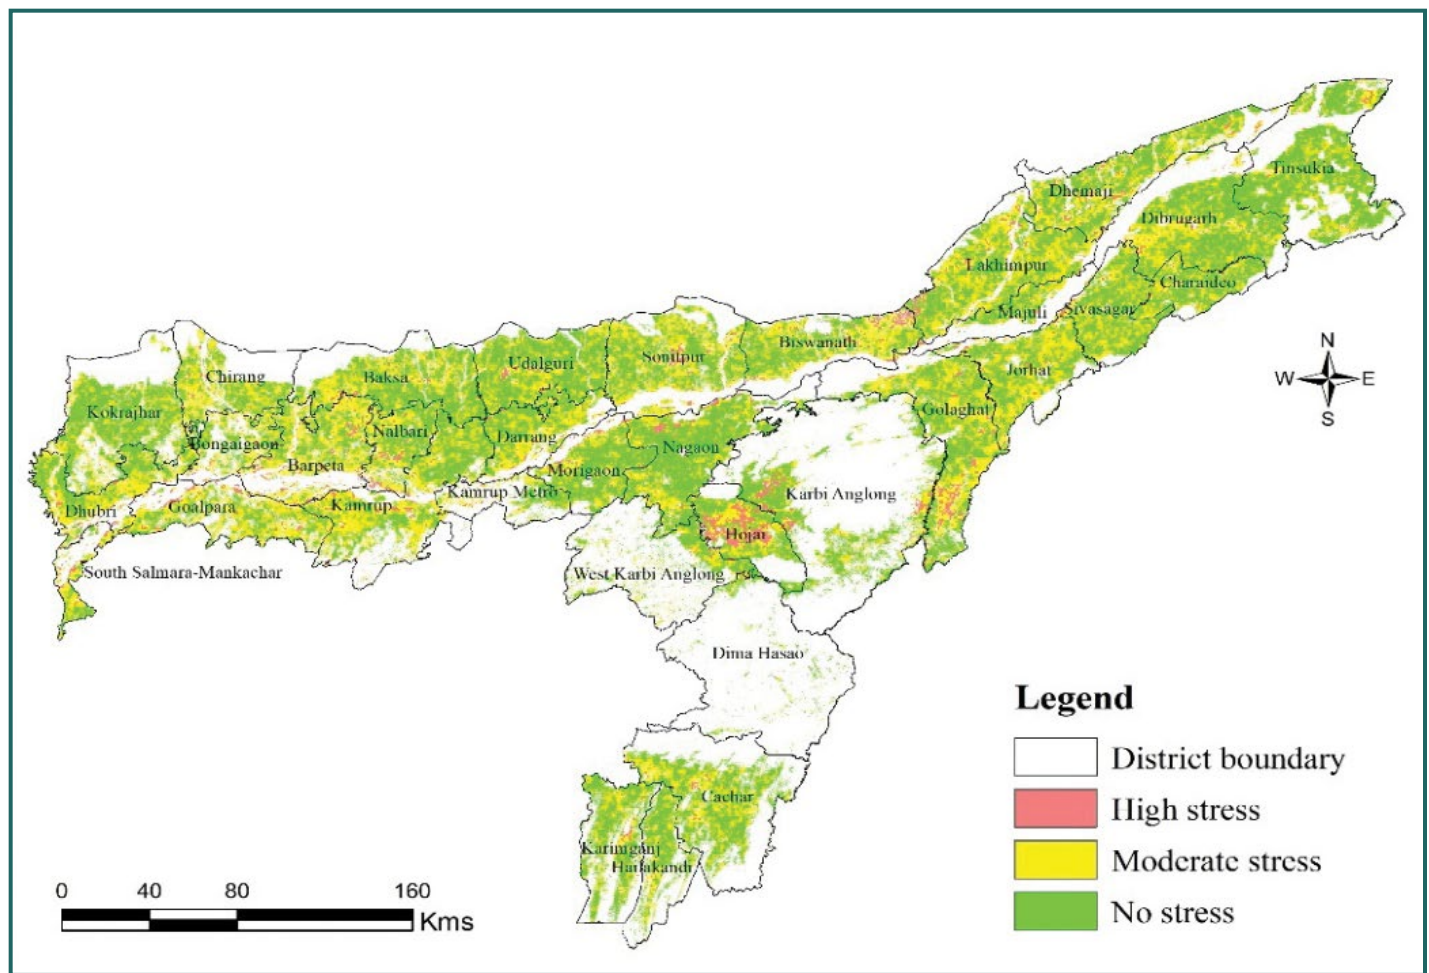 Tinsukia
Dhemaji
Dibrugarh
Lakhimpur
Charaideo
Majuli
Sivasagar
Biswanath
Sonitpur
Udalguri
Jorhat
Chirang
Baksa
Golaghat
Kokrajhar
Nalbari
Darrang
Bongaigaon
Nagaon
Barpeta
Morigaon
Kamrup Metro
Karbi Anglong
Goalpara
Kamrup
Dhubri
Hojai
South Salmara-Mankachar
West Karbi Anglong
Dima Hasao
Cachar
Karimganj
Hailakandi
N
W E
S
Legend
District boundary
High stress
Moderate stress
No stress
0 40 80 160
Kms